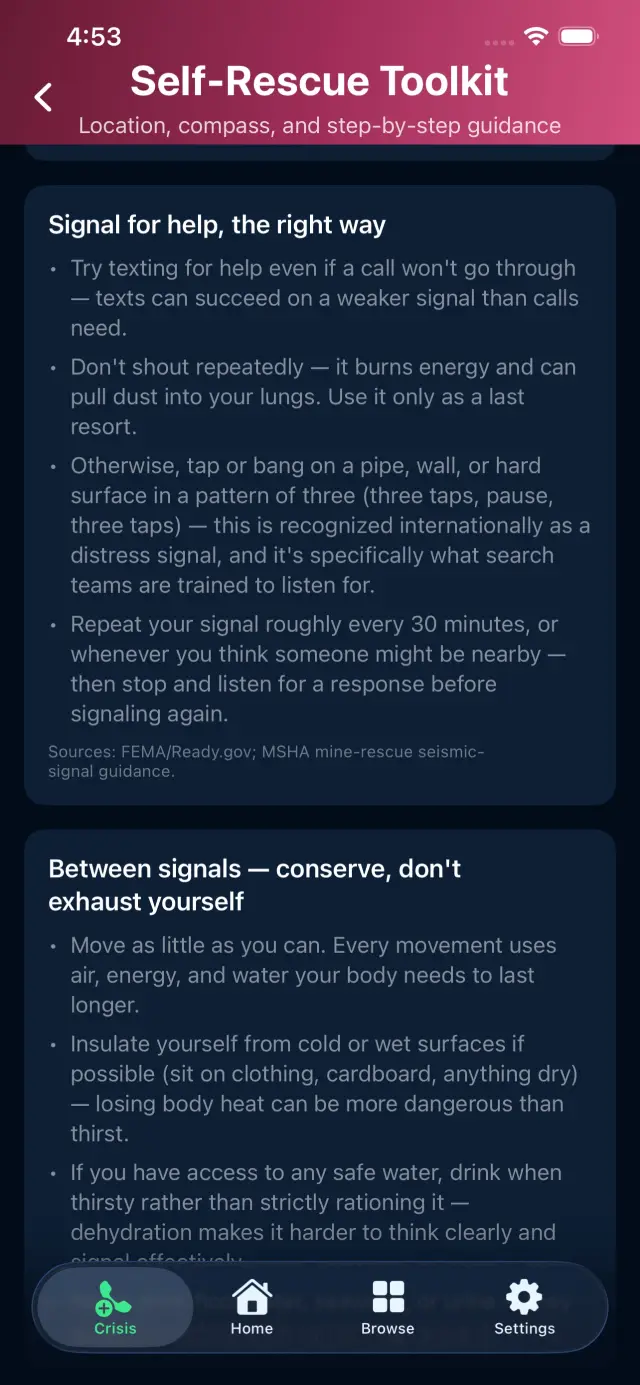 4:53
Self-Rescue Toolkit
Location, compass, and step-by-step guidance
Signal for help, the right way
• Try texting for help even if a call won't go through
— texts can succeed on a weaker signal than calls
need.
• Don't shout repeatedly — it burns energy and can
pull dust into your lungs. Use it only as a last
resort.
• Otherwise, tap or bang on a pipe, wall, or hard
surface in a pattern of three (three taps, pause,
three taps) — this is recognized internationally as a
distress signal, and it's specifically what search
teams are trained to listen for.
• Repeat your signal roughly every 30 minutes, or
whenever you think someone might be nearby —
then stop and listen for a response before
signaling again.
Sources: FEMA/Ready.gov; MSHA mine-rescue seismic-
signal guidance.
Between signals — conserve, don't
exhaust yourself
• Move as little as you can. Every movement uses
air, energy, and water your body needs to last
longer.
• Insulate yourself from cold or wet surfaces if
possible (sit on clothing, cardboard, anything dry)
— losing body heat can be more dangerous than
thirst.
• If you have access to any safe water, drink when
thirsty rather than strictly rationing it —
dehydration makes it harder to think clearly and
signal effectively.
Crisis
Home
Browse
Settings